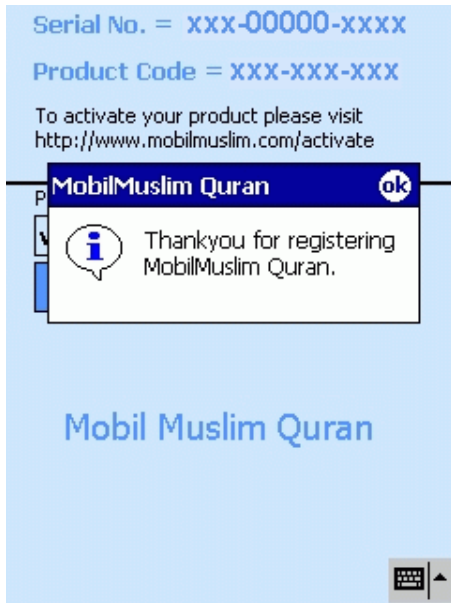 Serial No. = xxx-00000-xxxx
Product Code = xxx-xxx-xxx
To activate your product please visit
http://www.mobilmuslim.com/activate
MobilMuslim Quran ok
Thankyou for registering
MobilMuslim Quran.
Mobil Muslim Quran